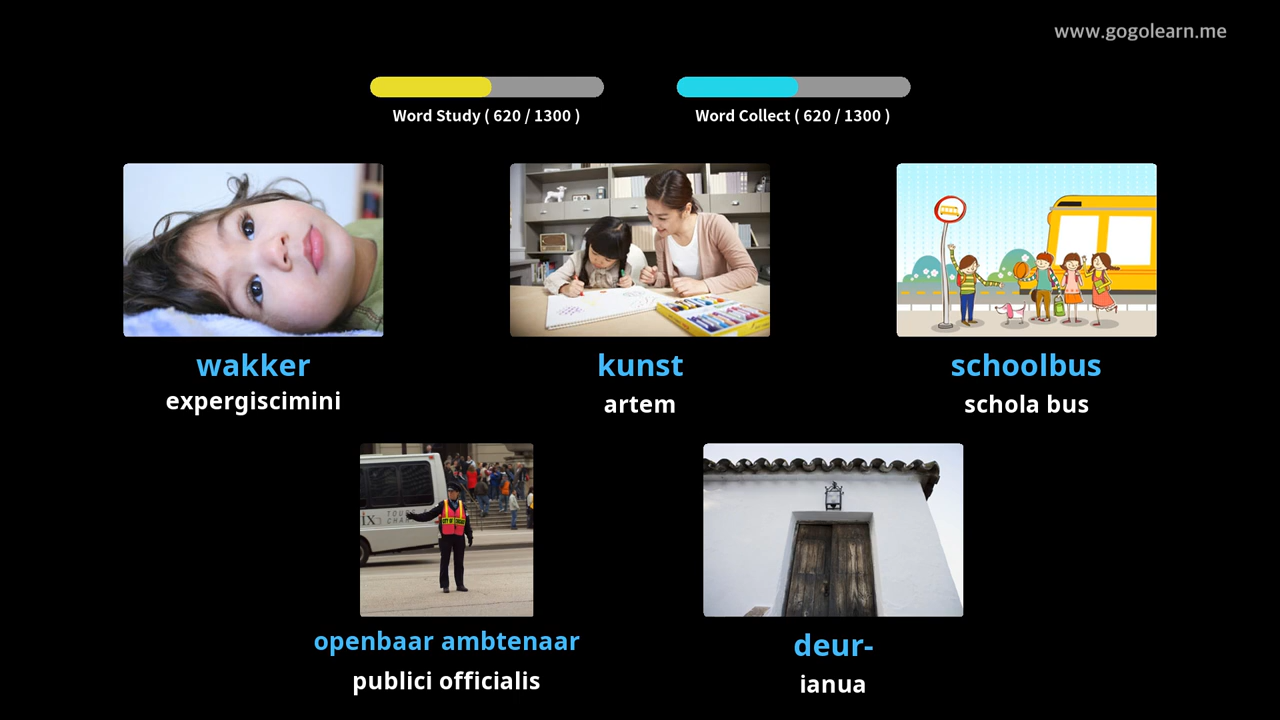 www.gogolearn.me
Word Study ( 620 / 1300 )
Word Collect ( 620 / 1300 )
wakker
expergiscimini
kunst
artem
schoolbus
schola bus
openbaar ambtenaar
publici officialis
deur-
ianua